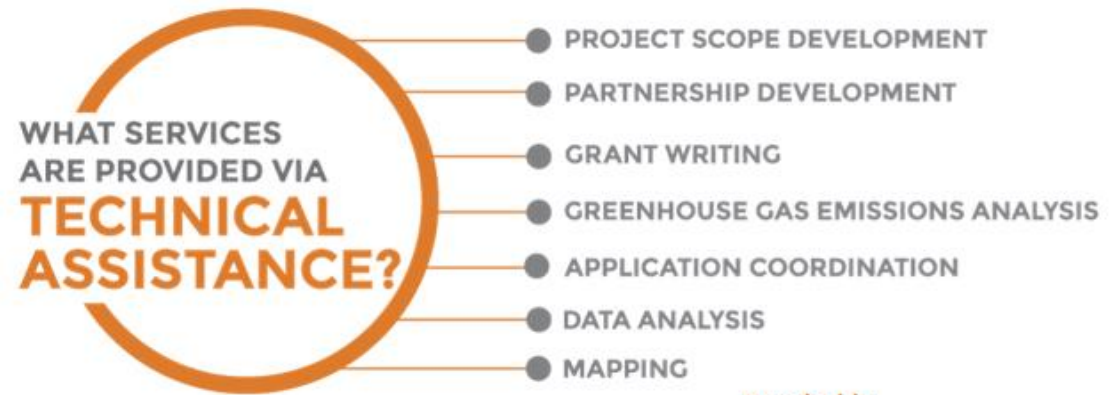 WHAT SERVICES
ARE PROVIDED VIA
TECHNICAL
ASSISTANCE?
PROJECT SCOPE DEVELOPMENT
PARTNERSHIP DEVELOPMENT
GRANT WRITING
GREENHOUSE GAS EMISSIONS ANALYSIS
APPLICATION COORDINATION
DATA ANALYSIS
MAPPING